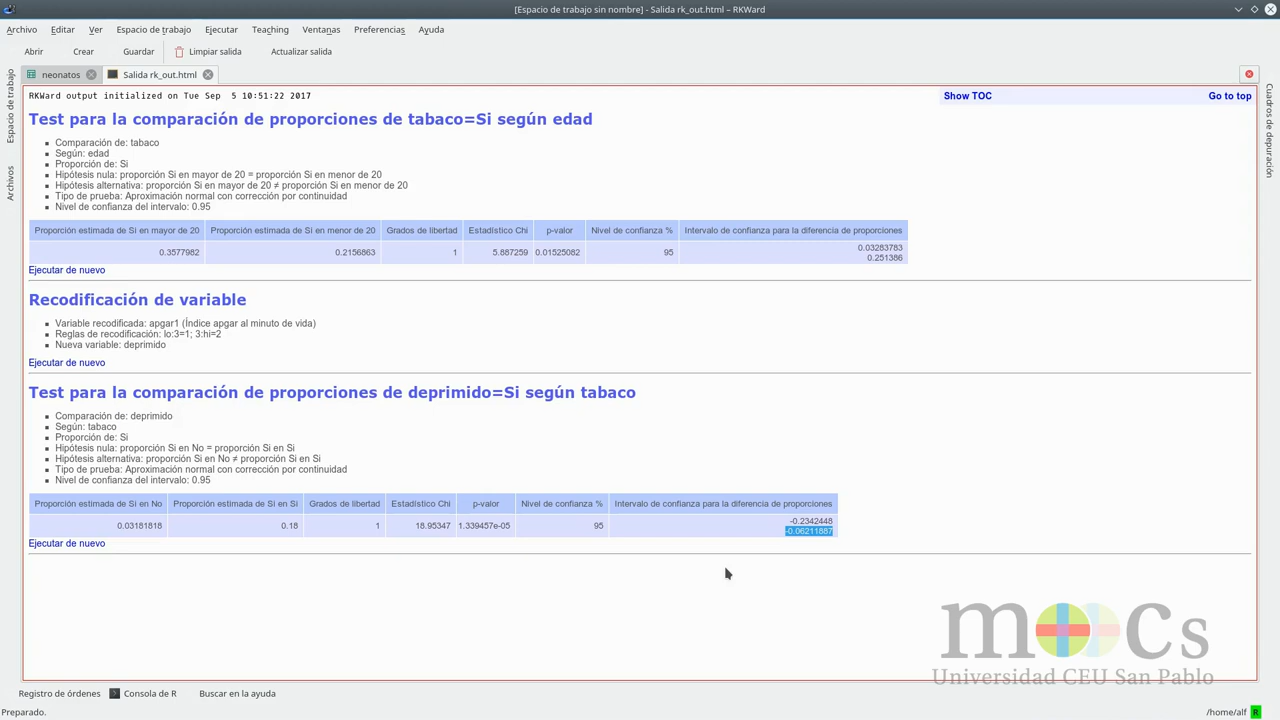 [Espacio de trabajo sin nombre] - Salida rk_out.html – RKWard
Archivo Editar Ver Espacio de trabajo Ejecutar Teaching Ventanas Preferencias Ayuda
Abrir Crear Guardar Limpiar salida Actualizar salida
neonatos Salida rk_out.html
Espacio de trabajo
Archivos
Cuadros de depuración
RKWard output initialized on Tue Sep  5 10:51:22 2017
Show TOC Go to top
Test para la comparación de proporciones de tabaco=Si según edad
Comparación de: tabaco
Según: edad
Proporción de: Si
Hipótesis nula: proporción Si en mayor de 20 = proporción Si en menor de 20
Hipótesis alternativa: proporción Si en mayor de 20 ≠ proporción Si en menor de 20
Tipo de prueba: Aproximación normal con corrección por continuidad
Nivel de confianza del intervalo: 0.95
Proporción estimada de Si en mayor de 20 Proporción estimada de Si en menor de 20 Grados de libertad Estadístico Chi p-valor Nivel de confianza % Intervalo de confianza para la diferencia de proporciones
0.3577982 0.2156863 1 5.887259 0.01525082 95 0.03283783
0.251386
Ejecutar de nuevo
Recodificación de variable
Variable recodificada: apgar1 (Índice apgar al minuto de vida)
Reglas de recodificación: lo:3=1; 3:hi=2
Nueva variable: deprimido
Ejecutar de nuevo
Test para la comparación de proporciones de deprimido=Si según tabaco
Comparación de: deprimido
Según: tabaco
Proporción de: Si
Hipótesis nula: proporción Si en No = proporción Si en Si
Hipótesis alternativa: proporción Si en No ≠ proporción Si en Si
Tipo de prueba: Aproximación normal con corrección por continuidad
Nivel de confianza del intervalo: 0.95
Proporción estimada de Si en No Proporción estimada de Si en Si Grados de libertad Estadístico Chi p-valor Nivel de confianza % Intervalo de confianza para la diferencia de proporciones
0.03181818 0.18 1 18.95347 1.339457e-05 95 -0.2342448
-0.06211887
Ejecutar de nuevo
mOOCs
Universidad CEU San Pablo
Registro de órdenes Consola de R Buscar en la ayuda
Preparado. /home/alf R